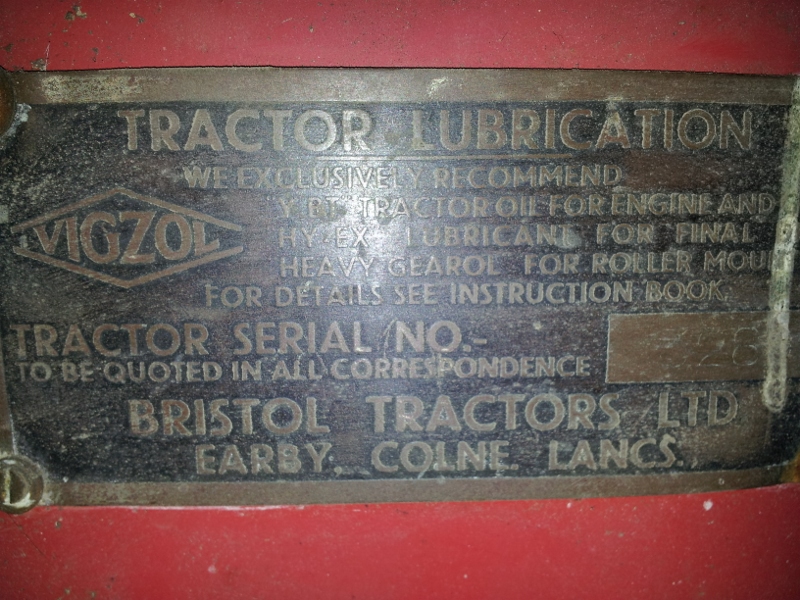 TRACTOR LUBRICATION
WE EXCLUSIVELY RECOMMEND
VIGZOL
TRACTOR OIL FOR ENGINE AND
HY-EX LUBRICANT FOR FINAL
HEAVY GEAROL FOR ROLLER
FOR DETAILS SEE INSTRUCTION BOOK
TRACTOR SERIAL NO.-
TO BE QUOTED IN ALL CORRESPONDENCE
BRISTOL TRACTORS LTD
EARBY, COLNE. LANCS.